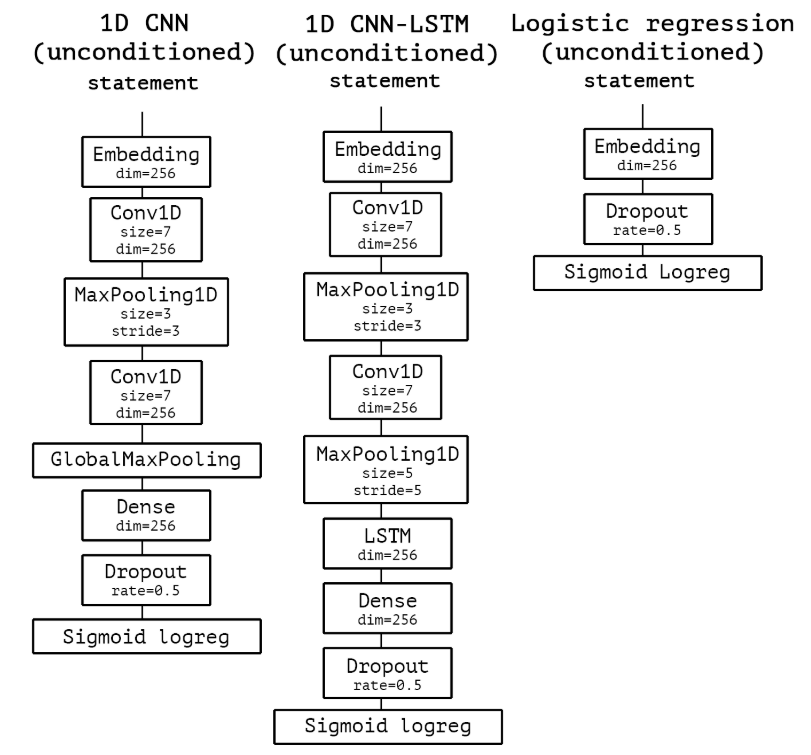 1D CNN
(unconditioned)
statement
Embedding
dim=256
Conv1D
size=7
dim=256
MaxPooling1D
size=3
stride=3
Conv1D
size=7
dim=256
GlobalMaxPooling
Dense
dim=256
Dropout
rate=0.5
Sigmoid logreg
1D CNN-LSTM
(unconditioned)
statement
Embedding
dim=256
Conv1D
size=7
dim=256
MaxPooling1D
size=3
stride=3
Conv1D
size=7
dim=256
MaxPooling1D
size=5
stride=5
LSTM
dim=256
Dense
dim=256
Dropout
rate=0.5
Sigmoid logreg
Logistic regression
(unconditioned)
statement
Embedding
dim=256
Dropout
rate=0.5
Sigmoid Logreg